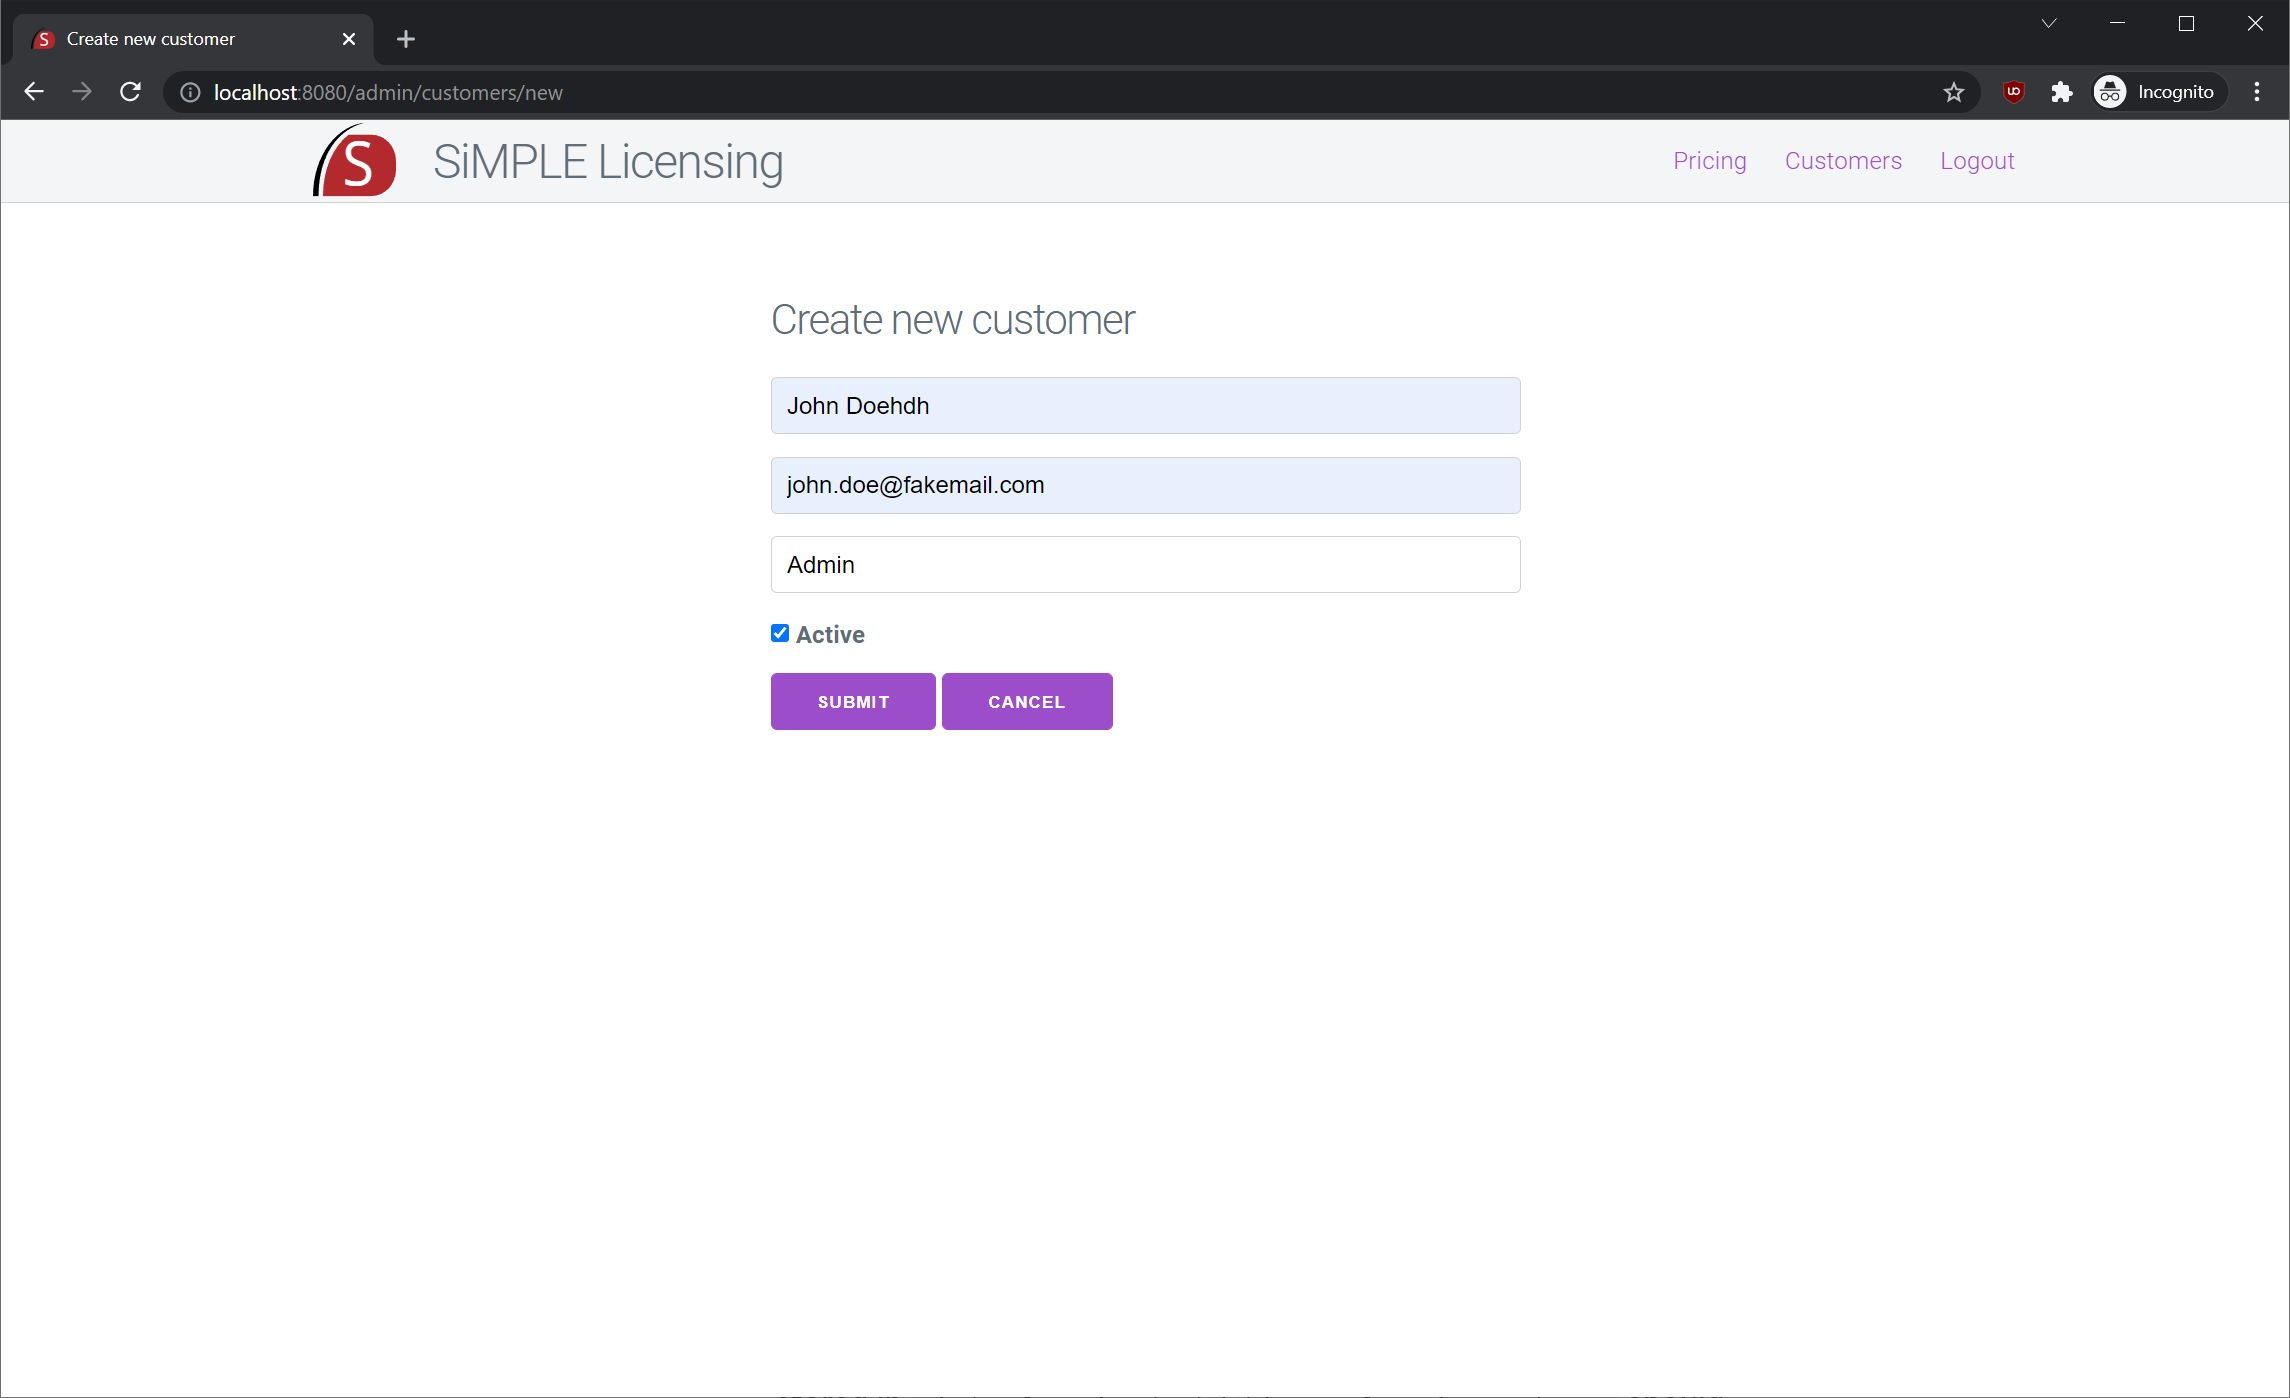 S Create new customer
localhost:8080/admin/customers/new
Incognito
S SiMPLE Licensing
Pricing Customers Logout
Create new customer
John Doehdh
john.doe@fakemail.com
Admin
Active
SUBMIT CANCEL